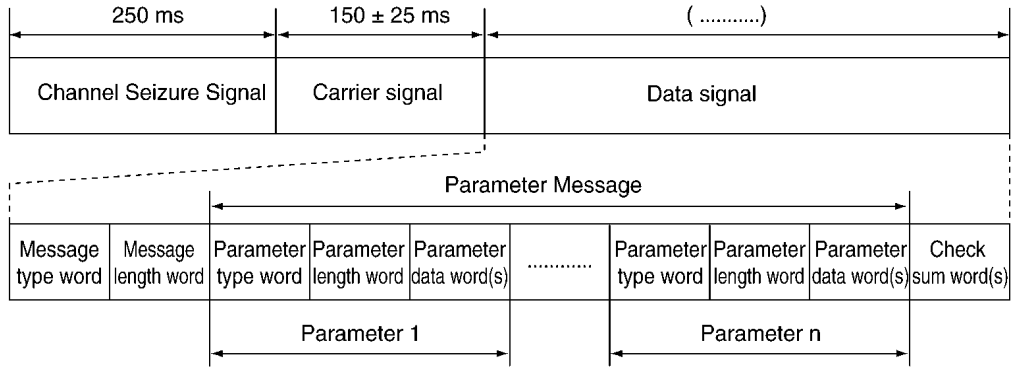 250 ms 150 ± 25 ms ( ...........)
Channel Seizure Signal Carrier signal Data signal
Parameter Message
Message Message Parameter Parameter Parameter Parameter Parameter Parameter Check
type word length word type word length word data word(s) ............ type word length word data word(s) sum word(s)
Parameter 1 Parameter n